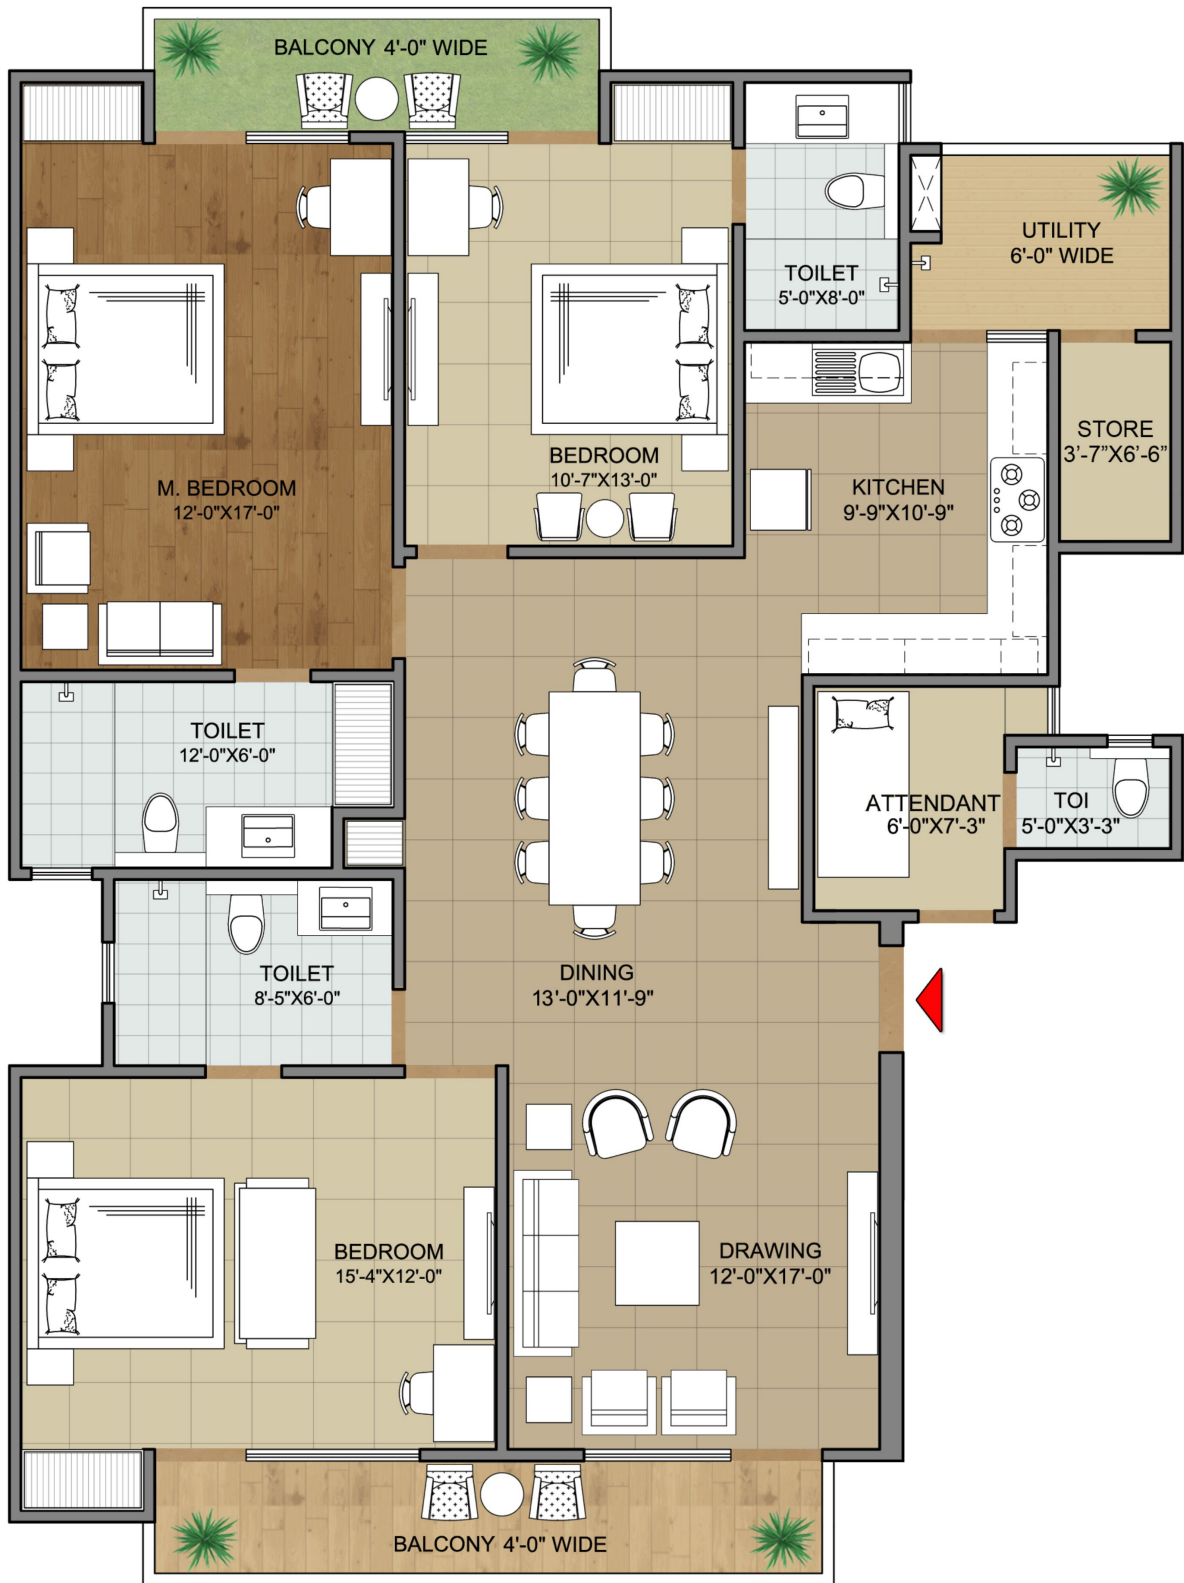 BALCONY 4'-0" WIDE
UTILITY
6'-0" WIDE
TOILET
5'-0"X8'-0"
STORE
3'-7”X6'-6”
BEDROOM
10'-7"X13'-0"
M. BEDROOM
12'-0"X17'-0"
KITCHEN
9'-9"X10'-9"
TOILET
12'-0"X6'-0"
ATTENDANT
6'-0"X7'-3"
TOI
5'-0"X3'-3"
TOILET
8'-5"X6'-0"
DINING
13'-0"X11'-9"
BEDROOM
15'-4"X12'-0"
DRAWING
12'-0"X17'-0"
BALCONY 4'-0" WIDE